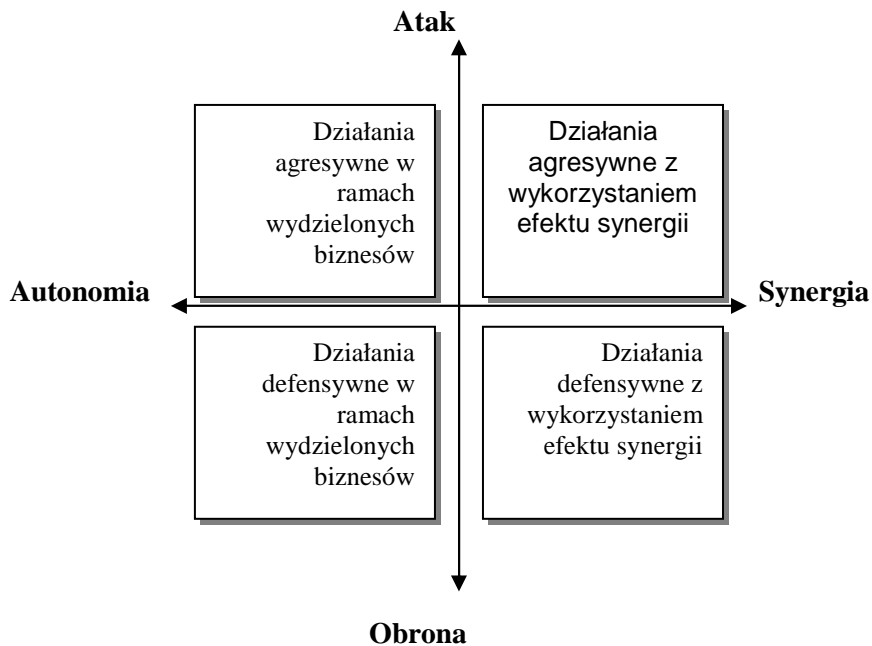 Atak
Działania
agresywne w
ramach
wydzielonych
biznesów
Działania
agresywne z
wykorzystaniem
efektu synergii
Autonomia
Synergia
Działania
defensywne w
ramach
wydzielonych
biznesów
Działania
defensywne z
wykorzystaniem
efektu synergii
Obrona